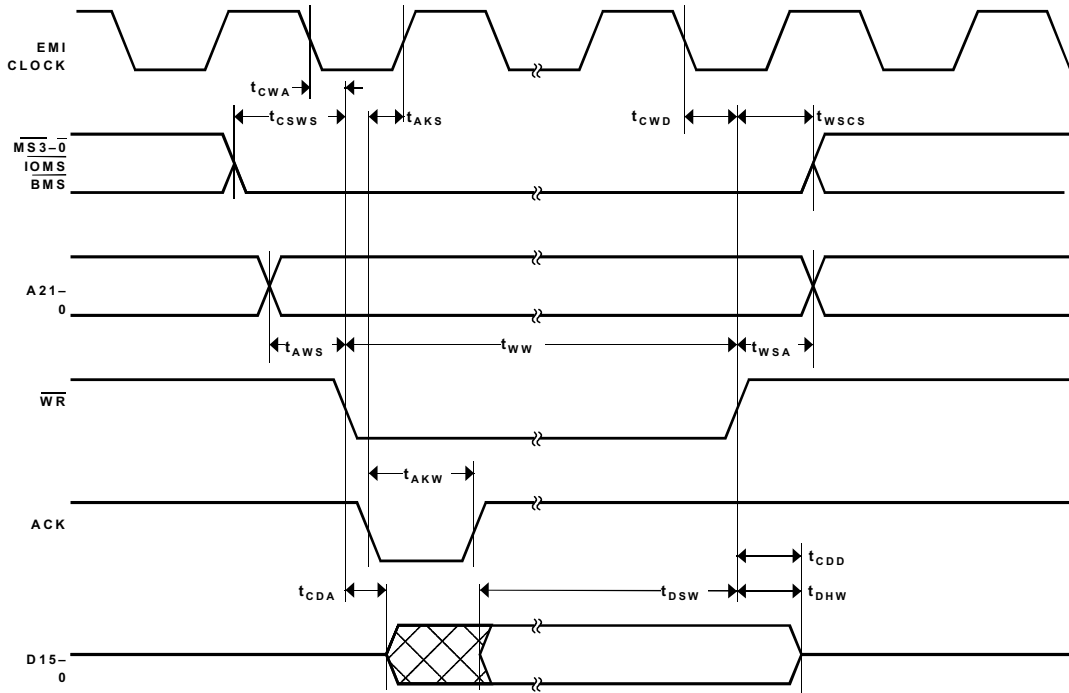 EMI
CLOCK
tCWA
tCSWS
tAKS
tCWD
tWSCS
MS3–0
IOMS
BMS
A21–
0
tAWS
tWW
tWSA
WR
tAKW
ACK
tCDD
tCDA
tDSW
tDHW
D15–
0